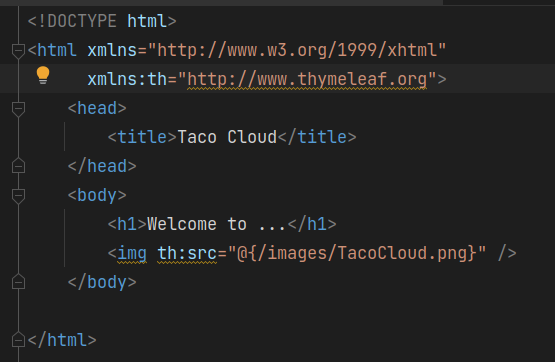 <!DOCTYPE html>
<html xmlns="http://www.w3.org/1999/xhtml"
      xmlns:th="http://www.thymeleaf.org">
    <head>
        <title>Taco Cloud</title>
    </head>
    <body>
        <h1>Welcome to ...</h1>
        <img th:src="@{/images/TacoCloud.png}" />
    </body>

</html>